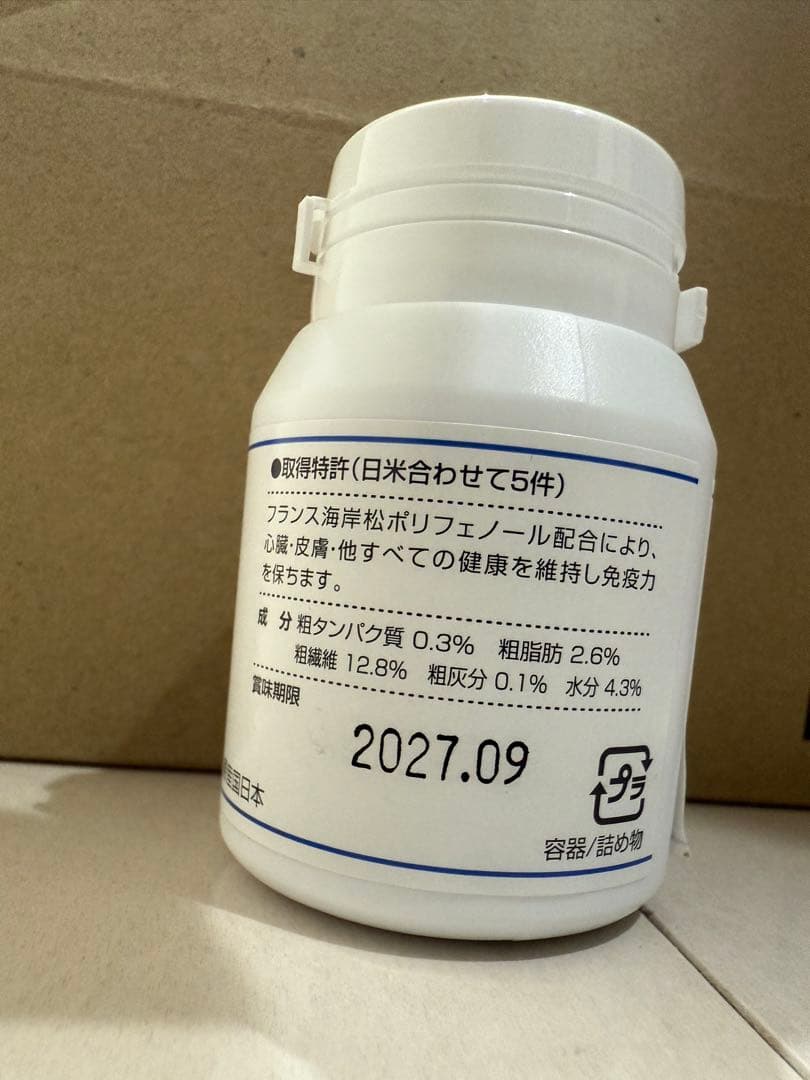 ●取得特許(日米合わせて5件)
フランス海岸松ポリフェノール配合により、
心臓・皮膚・他すべての健康を維持し免疫力
を保ちます。
成 分 粗タンパク質 0.3% 粗脂肪 2.6%
粗繊維 12.8% 粗灰分 0.1% 水分 4.3%
賞味期限
2027.09
プラ
産国日本
容器/詰め物